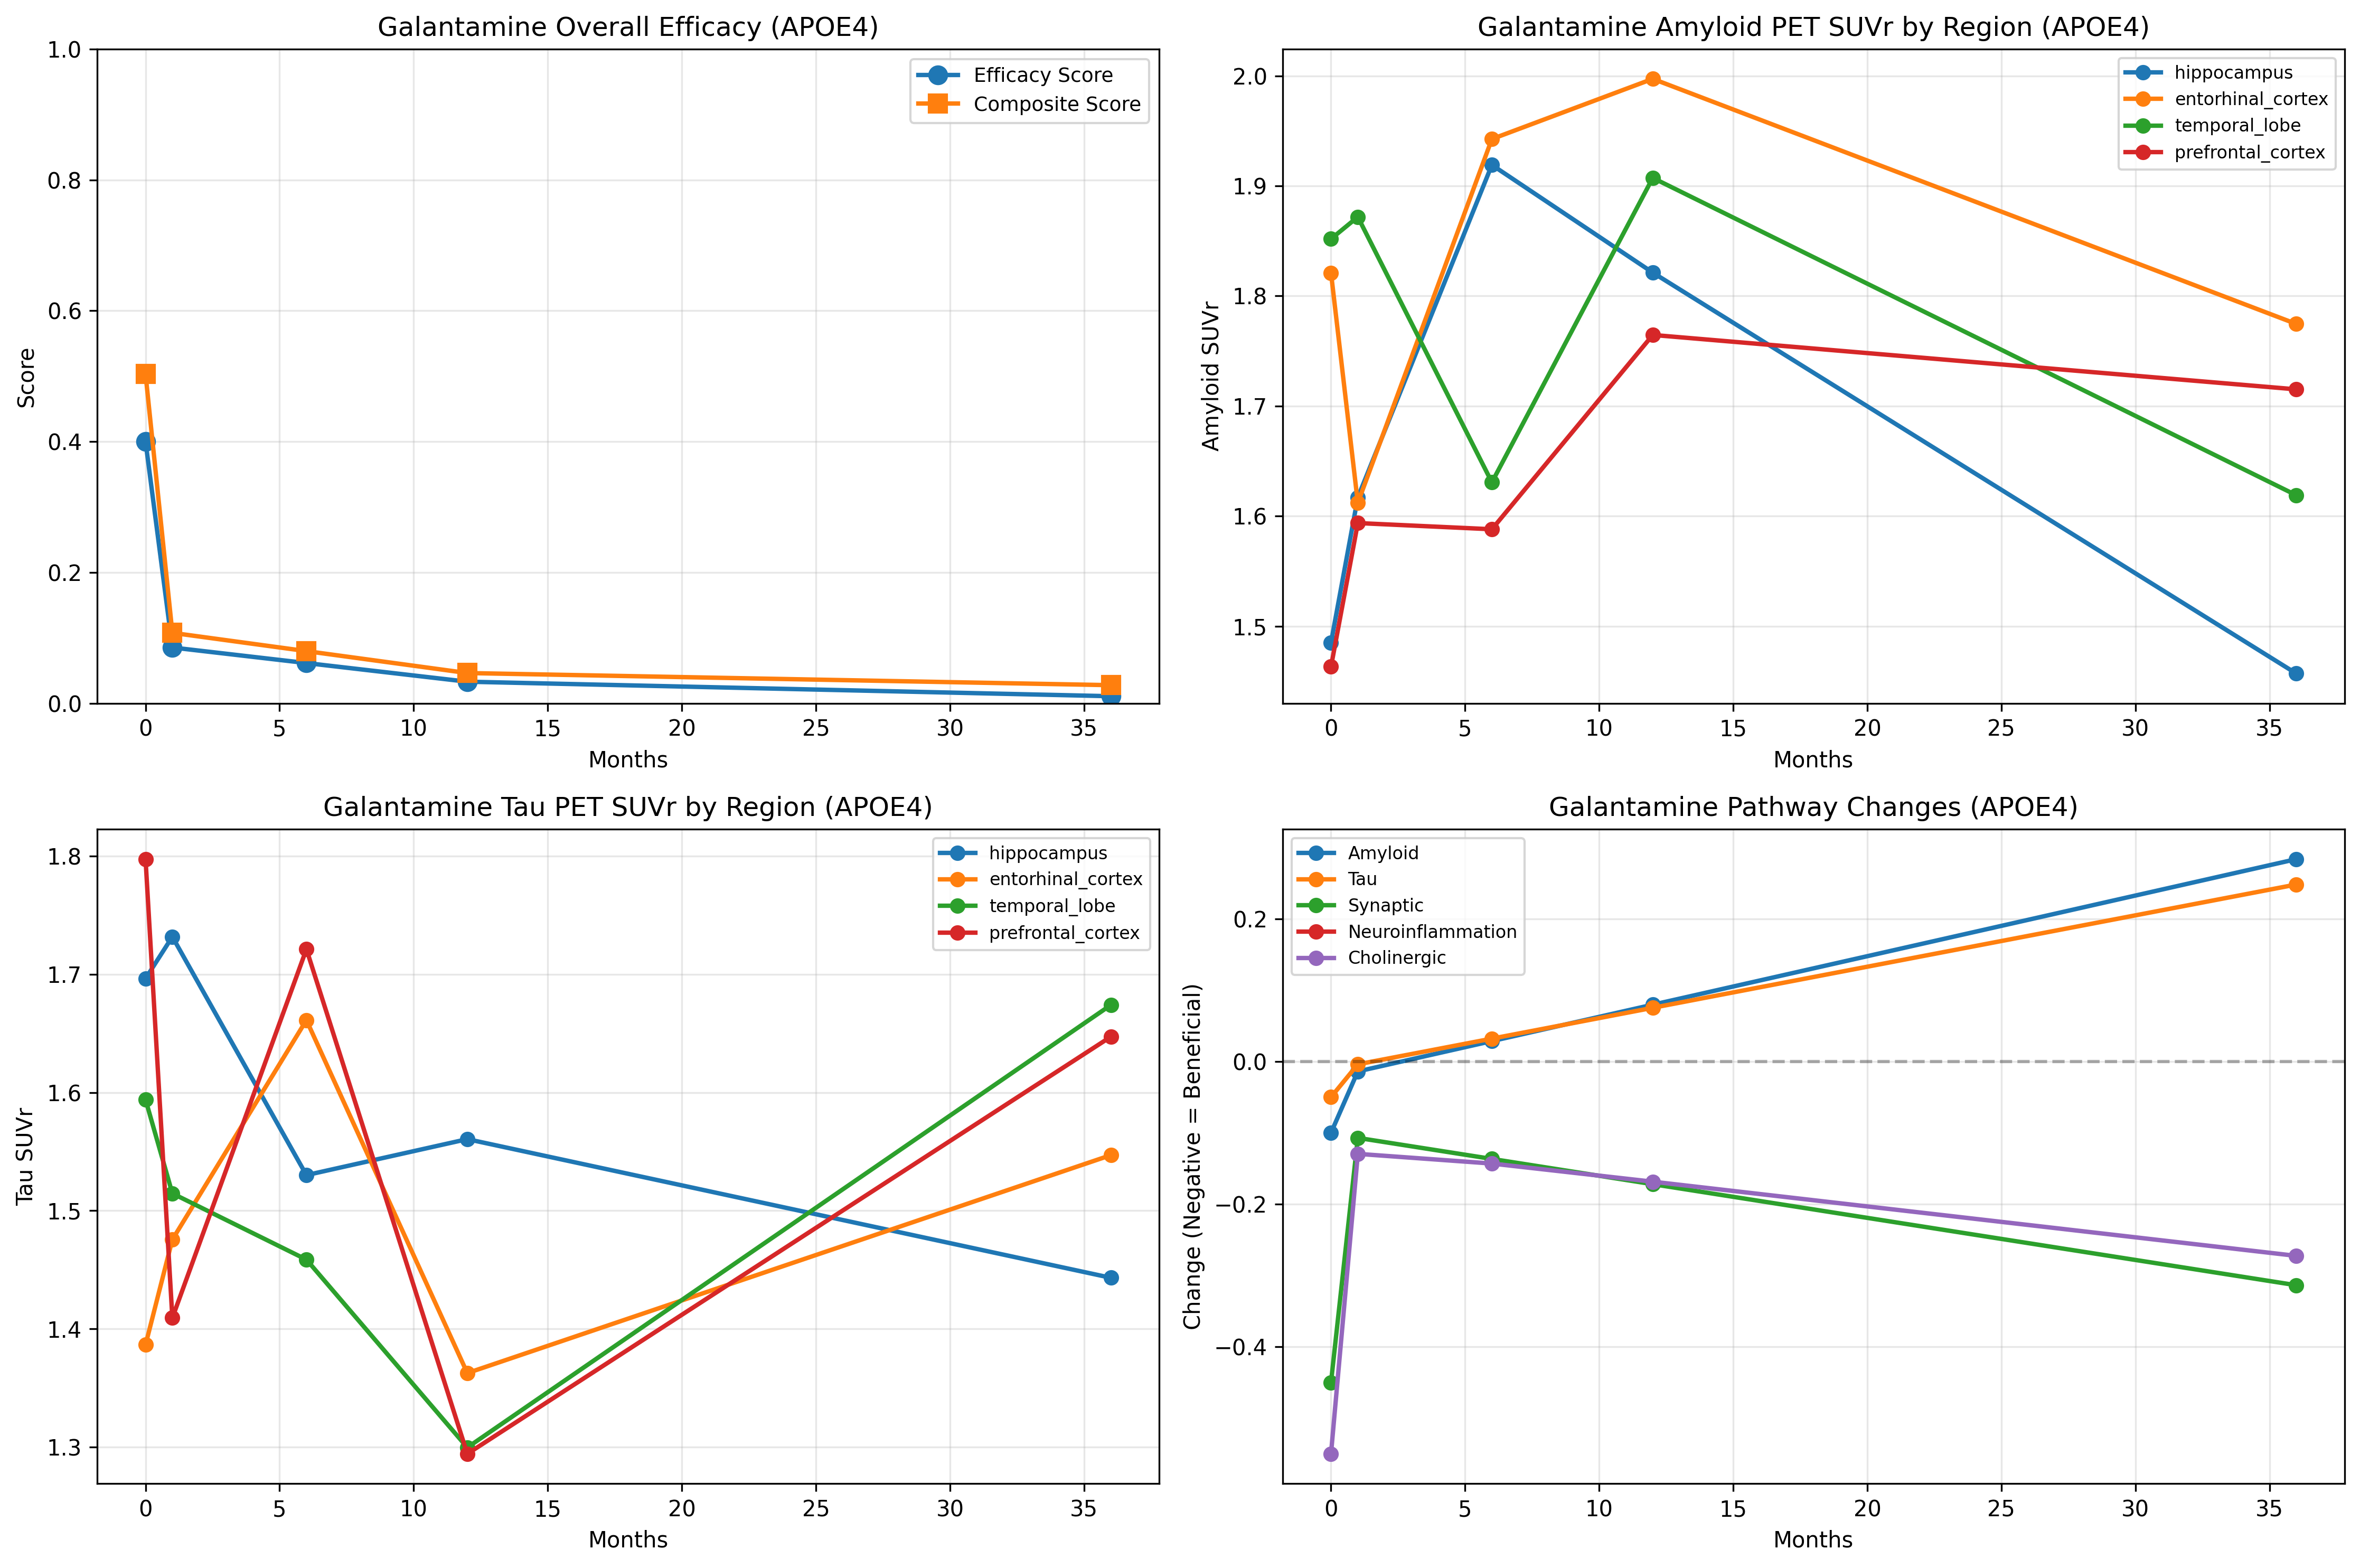 Galantamine Overall Efficacy (APOE4)
Score
1.0
0.8
0.6
0.4
0.2
0.0
Efficacy Score
Composite Score
0 5 10 15 20 25 30 35
Months
Galantamine Amyloid PET SUVr by Region (APOE4)
Amyloid SUVr
2.0
1.9
1.8
1.7
1.6
1.5
hippocampus
entorhinal_cortex
temporal_lobe
prefrontal_cortex
0 5 10 15 20 25 30 35
Months
Galantamine Tau PET SUVr by Region (APOE4)
Tau SUVr
1.8
1.7
1.6
1.5
1.4
1.3
hippocampus
entorhinal_cortex
temporal_lobe
prefrontal_cortex
0 5 10 15 20 25 30 35
Months
Galantamine Pathway Changes (APOE4)
Change (Negative = Beneficial)
0.2
0.0
−0.2
−0.4
Amyloid
Tau
Synaptic
Neuroinflammation
Cholinergic
0 5 10 15 20 25 30 35
Months